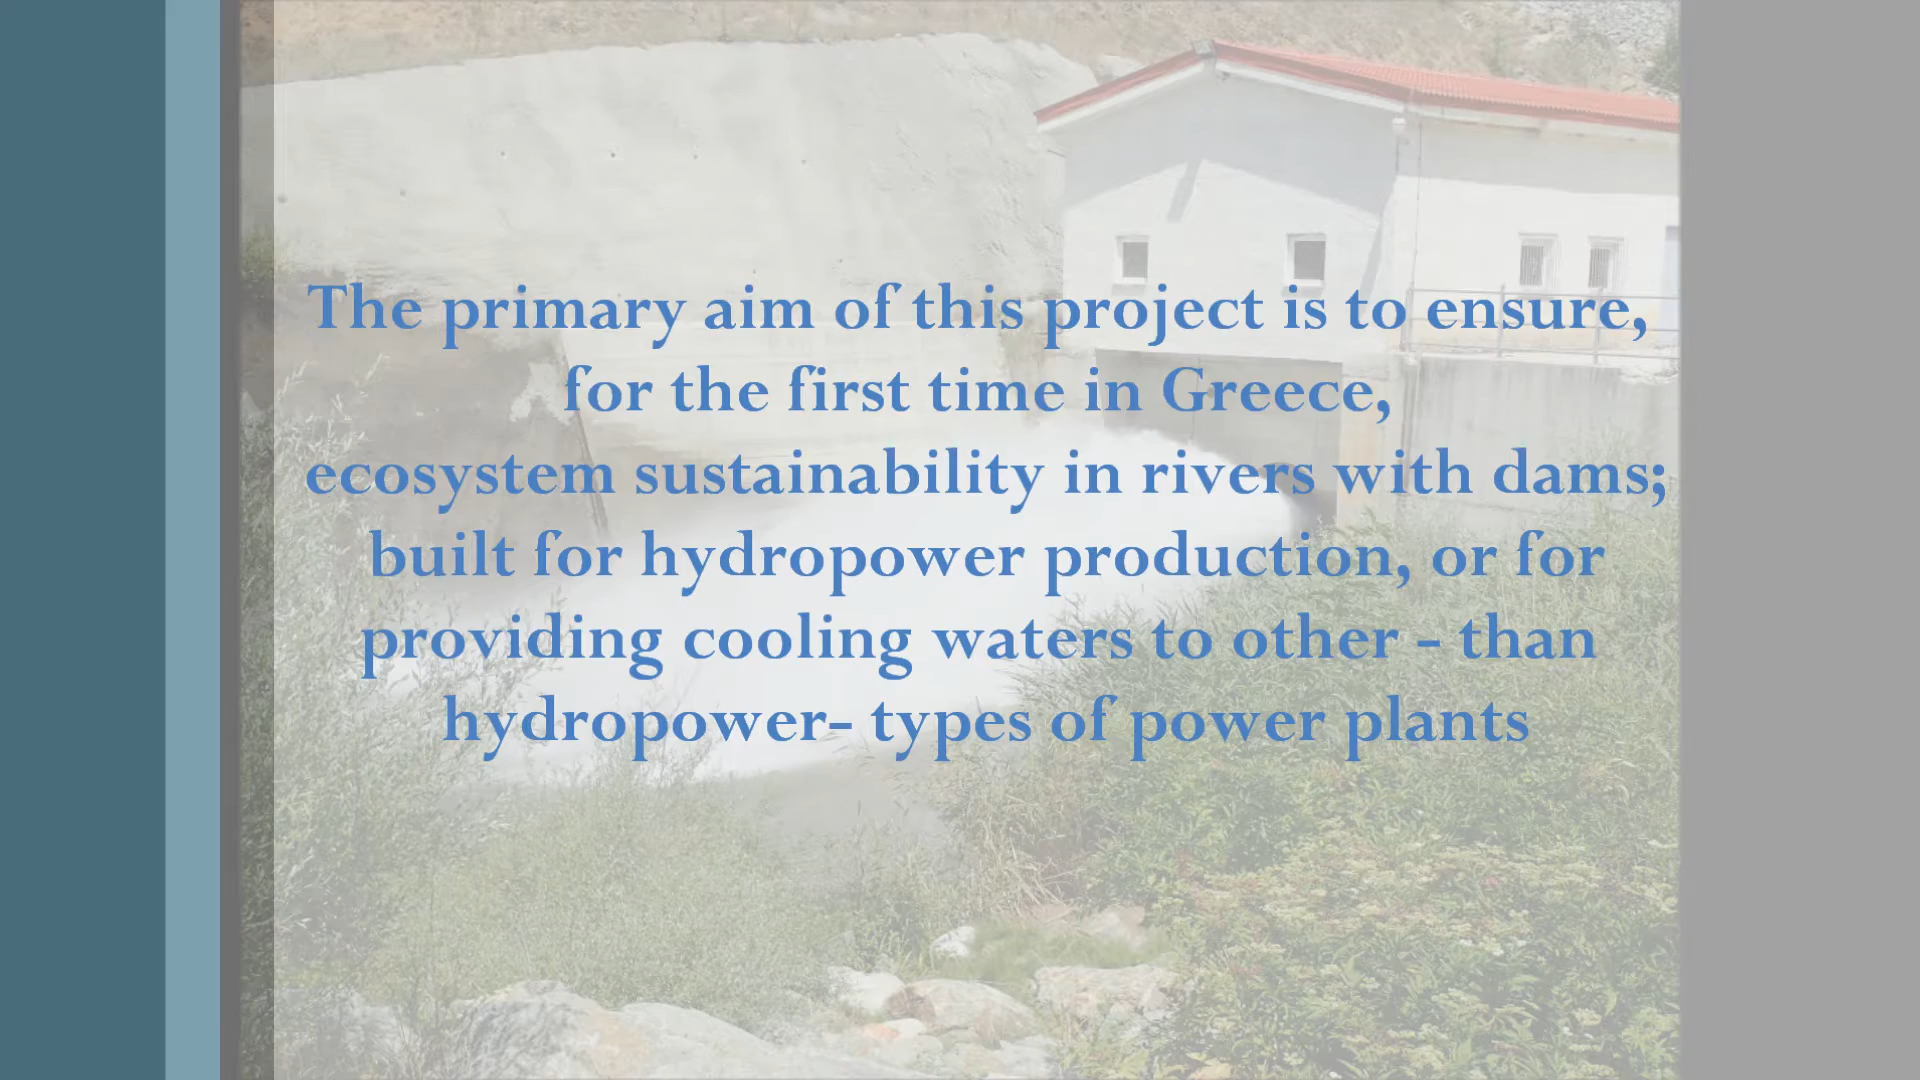 The primary aim of this project is to ensure,
for the first time in Greece,
ecosystem sustainability in rivers with dams;
built for hydropower production, or for
providing cooling waters to other - than
hydropower- types of power plants